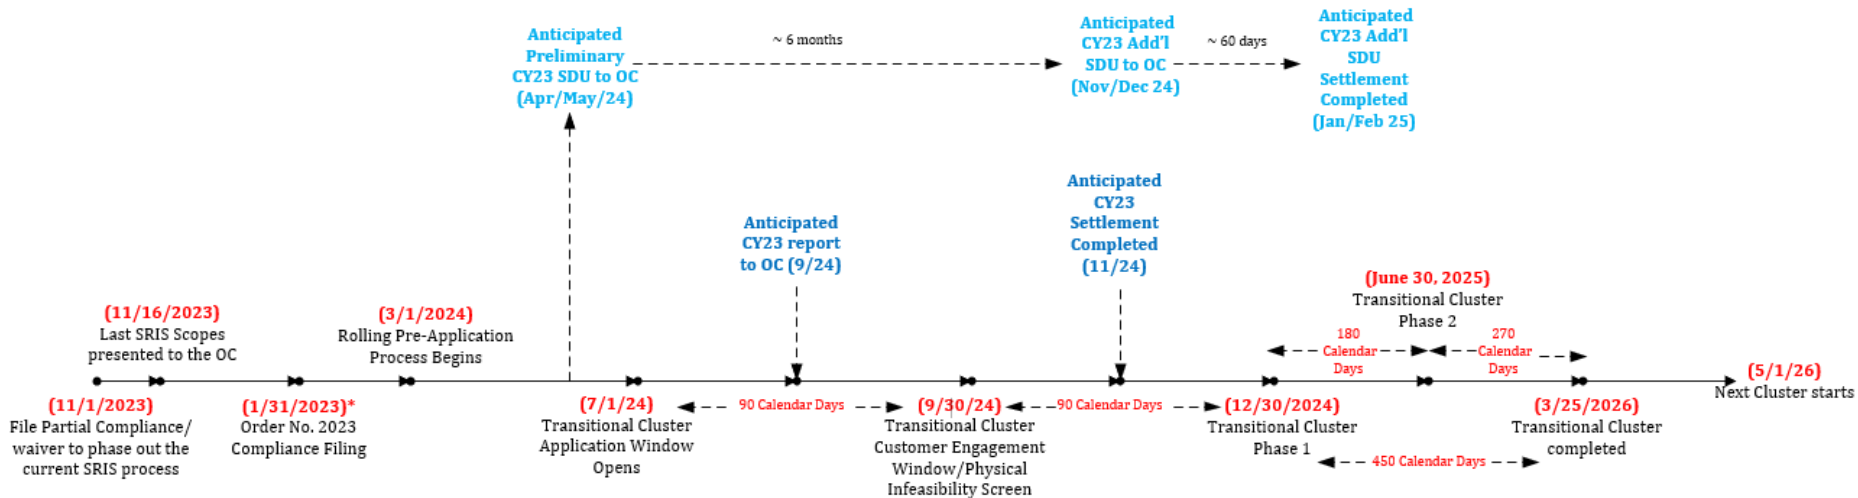 Anticipated
Preliminary
CY23 SDU to OC
(Apr/May/24)
~ 6 months
Anticipated
CY23 Add'l
SDU to OC
(Nov/Dec 24)
~ 60 days
Anticipated
CY23 Add'l
SDU
Settlement
Completed
(Jan/Feb 25)
Anticipated
CY23 report
to OC (9/24)
Anticipated
CY23
Settlement
Completed
(11/24)
(11/16/2023)
Last SRIS Scopes
presented to the OC
(3/1/2024)
Rolling Pre-Application
Process Begins
(June 30, 2025)
Transitional Cluster
Phase 2
180
Calendar
Days
270
Calendar
Days
(11/1/2023)
File Partial Compliance/
waiver to phase out the
current SRIS process
(1/31/2023)*
Order No. 2023
Compliance Filing
(7/1/24)
Transitional Cluster
Application Window
Opens
90 Calendar Days
(9/30/24)
Transitional Cluster
Customer Engagement
Window/Physical
Infeasibility Screen
90 Calendar Days
(12/30/2024)
Transitional Cluster
Phase 1
450 Calendar Days
(3/25/2026)
Transitional Cluster
completed
(5/1/26)
Next Cluster starts